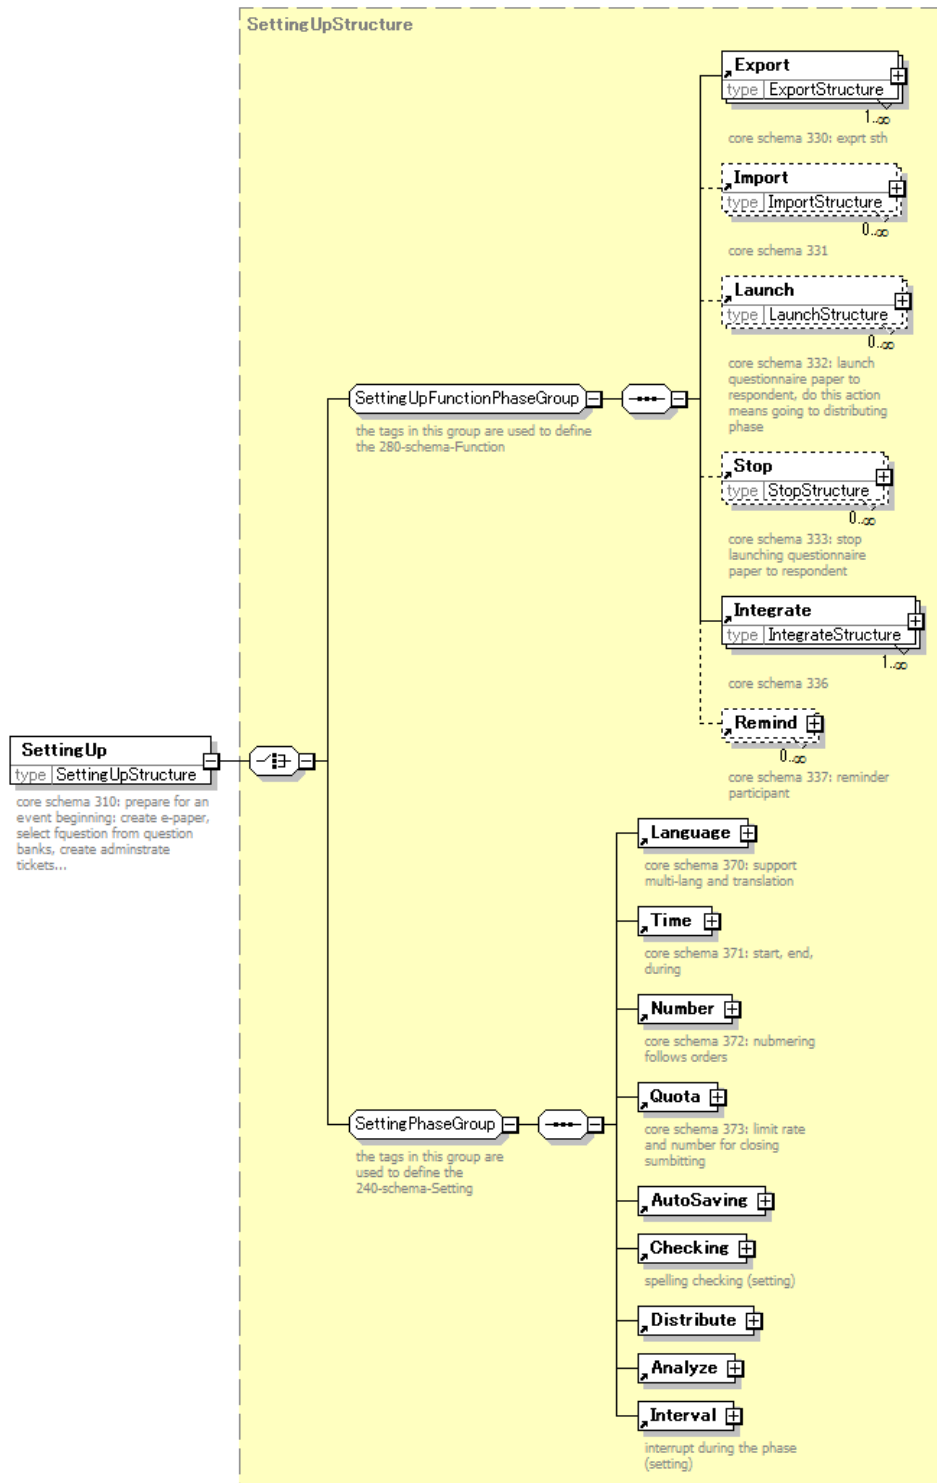 SettingUpStructure
Export
type ExportStructure
1..∞
core schema 330: exprt sth
Import
type ImportStructure
0..∞
core schema 331
Launch
type LaunchStructure
0..∞
core schema 332: launch
questionnaire paper to
respondent, do this action
means going to distributing
phase
SettingUpFunctionPhaseGroup
the tags in this group are used to define
the 280-schema-Function
Stop
type StopStructure
0..∞
core schema 333: stop
launching questionnaire
paper to respondent
Integrate
type IntegrateStructure
1..∞
core schema 336
Remind
0..∞
core schema 337: reminder
participant
SettingUp
type SettingUpStructure
core schema 310: prepare for an
event beginning: create e-paper,
select fquestion from question
banks, create adminstrate
tickets...
Language
core schema 370: support
multi-lang and translation
Time
core schema 371: start, end,
during
Number
core schema 372: nubmering
follows orders
Quota
core schema 373: limit rate
and number for closing
sumbitting
SettingPhaseGroup
the tags in this group are
used to define the
240-schema-Setting
AutoSaving
Checking
spelling checking (setting)
Distribute
Analyze
Interval
interrupt during the phase
(setting)